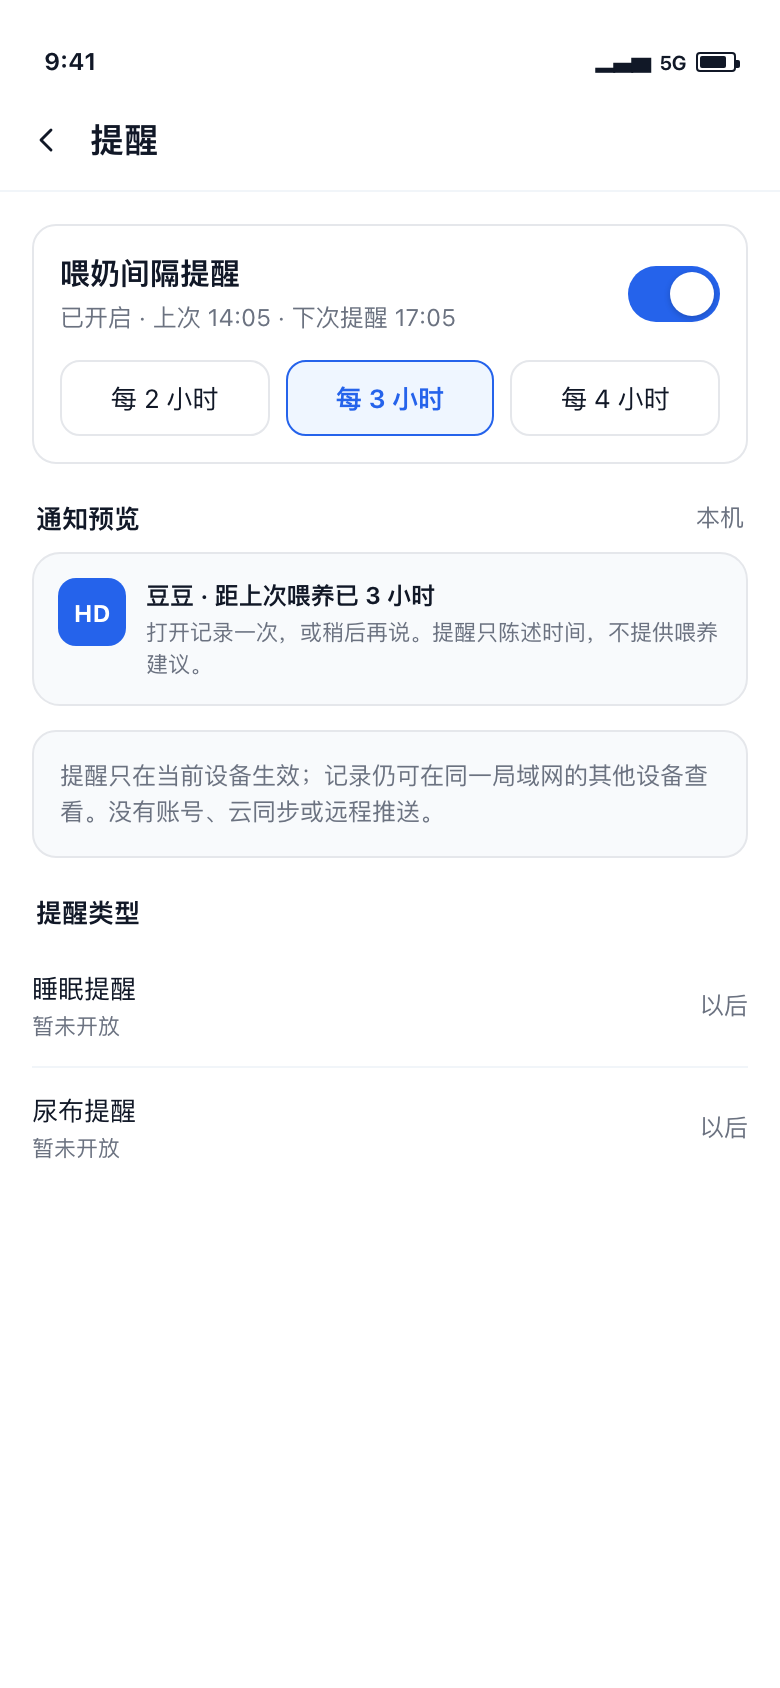 9:41
5G
提醒
喂奶间隔提醒
已开启 · 上次 14:05 · 下次提醒 17:05
每 2 小时
每 3 小时
每 4 小时
通知预览
本机
HD
豆豆 · 距上次喂养已 3 小时
打开记录一次，或稍后再说。提醒只陈述时间，不提供喂养
建议。
提醒只在当前设备生效；记录仍可在同一局域网的其他设备查
看。没有账号、云同步或远程推送。
提醒类型
睡眠提醒
暂未开放
以后
尿布提醒
暂未开放
以后